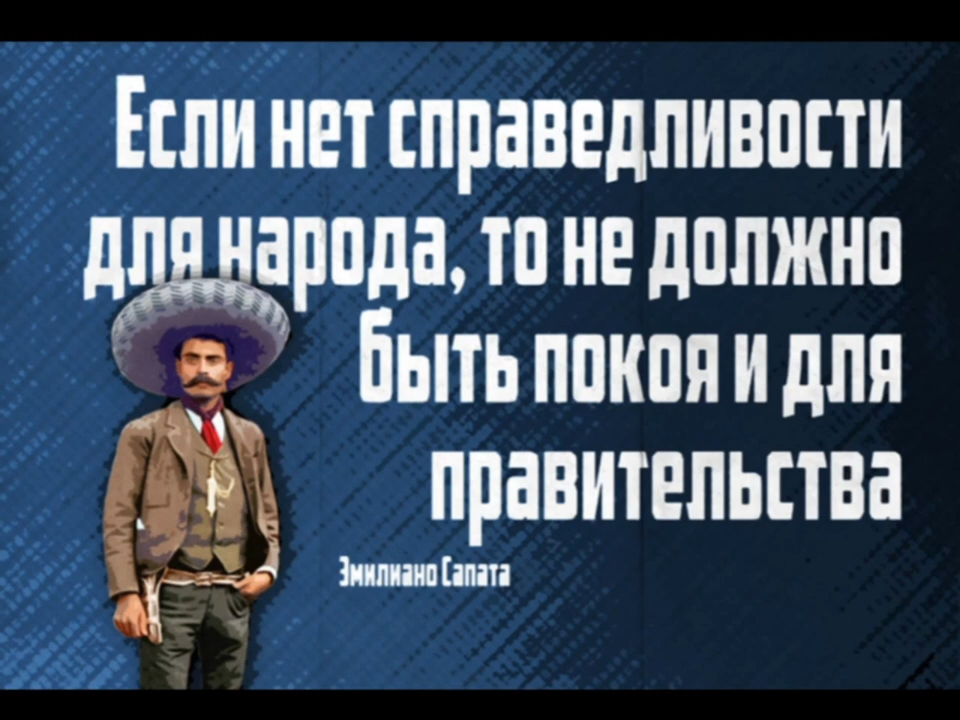 Если нет справедливости
для народа, то не должно
быть покоя и для
правительства
Эмилиано Сапата